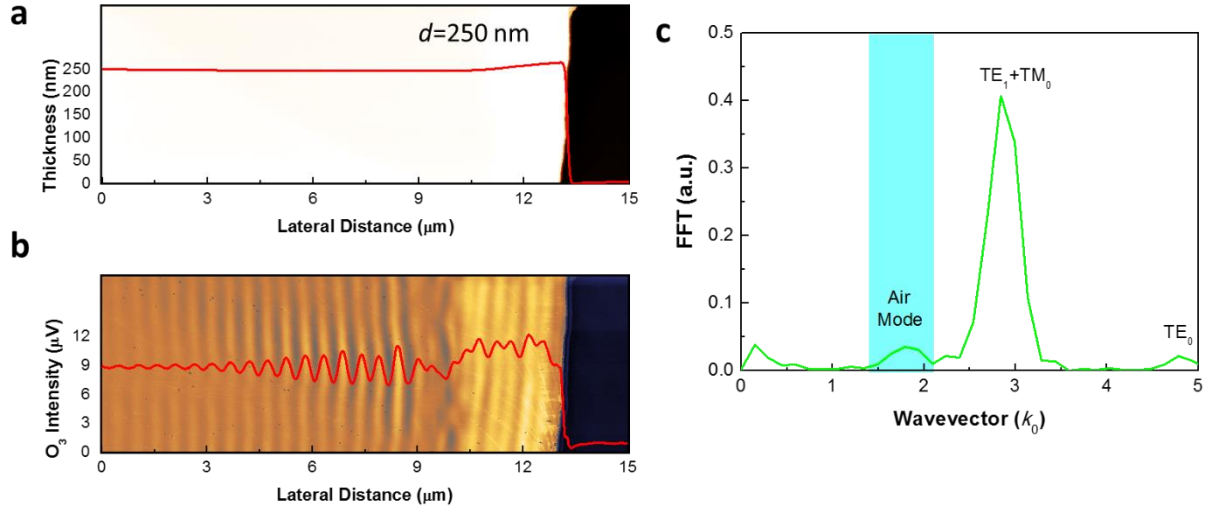 a
d=250 nm
Thickness (nm)
250
200
150
100
50
0
0 3 6 9 12 15
Lateral Distance (μm)
b
O₃ Intensity (μV)
12
9
6
3
0
0 3 6 9 12 15
Lateral Distance (μm)
c
FFT (a.u.)
0.5
0.4
0.3
0.2
0.1
0.0
TE₁+TM₀
Air
Mode
TE₀
0 1 2 3 4 5
Wavevector (k₀)